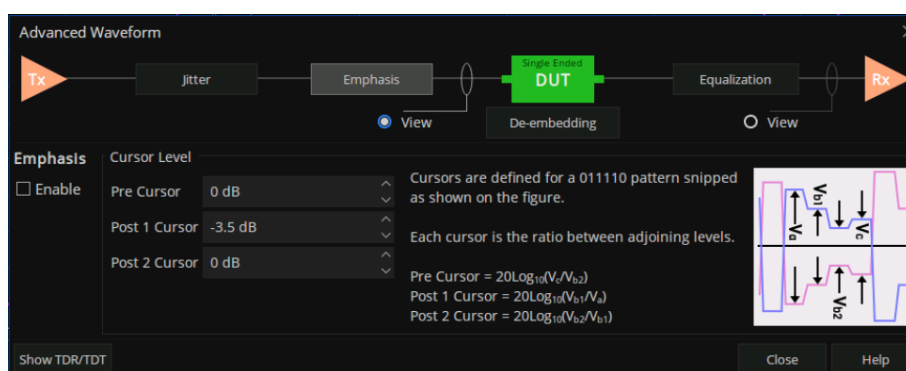 Advanced Waveform
Tx
Jitter
Emphasis
Single Ended
DUT
Equalization
Rx
View
De-embedding
View
Emphasis
Enable
Cursor Level
Pre Cursor 0 dB
Post 1 Cursor -3.5 dB
Post 2 Cursor 0 dB
Cursors are defined for a 011110 pattern snipped
as shown on the figure.
Each cursor is the ratio between adjoining levels.
Pre Cursor = 20Log₁₀(Vc/Vb2)
Post 1 Cursor = 20Log₁₀(Vb1/Va)
Post 2 Cursor = 20Log₁₀(Vb2/Vb1)
Va
Vb1
Vc
Vb2
Show TDR/TDT
Close
Help